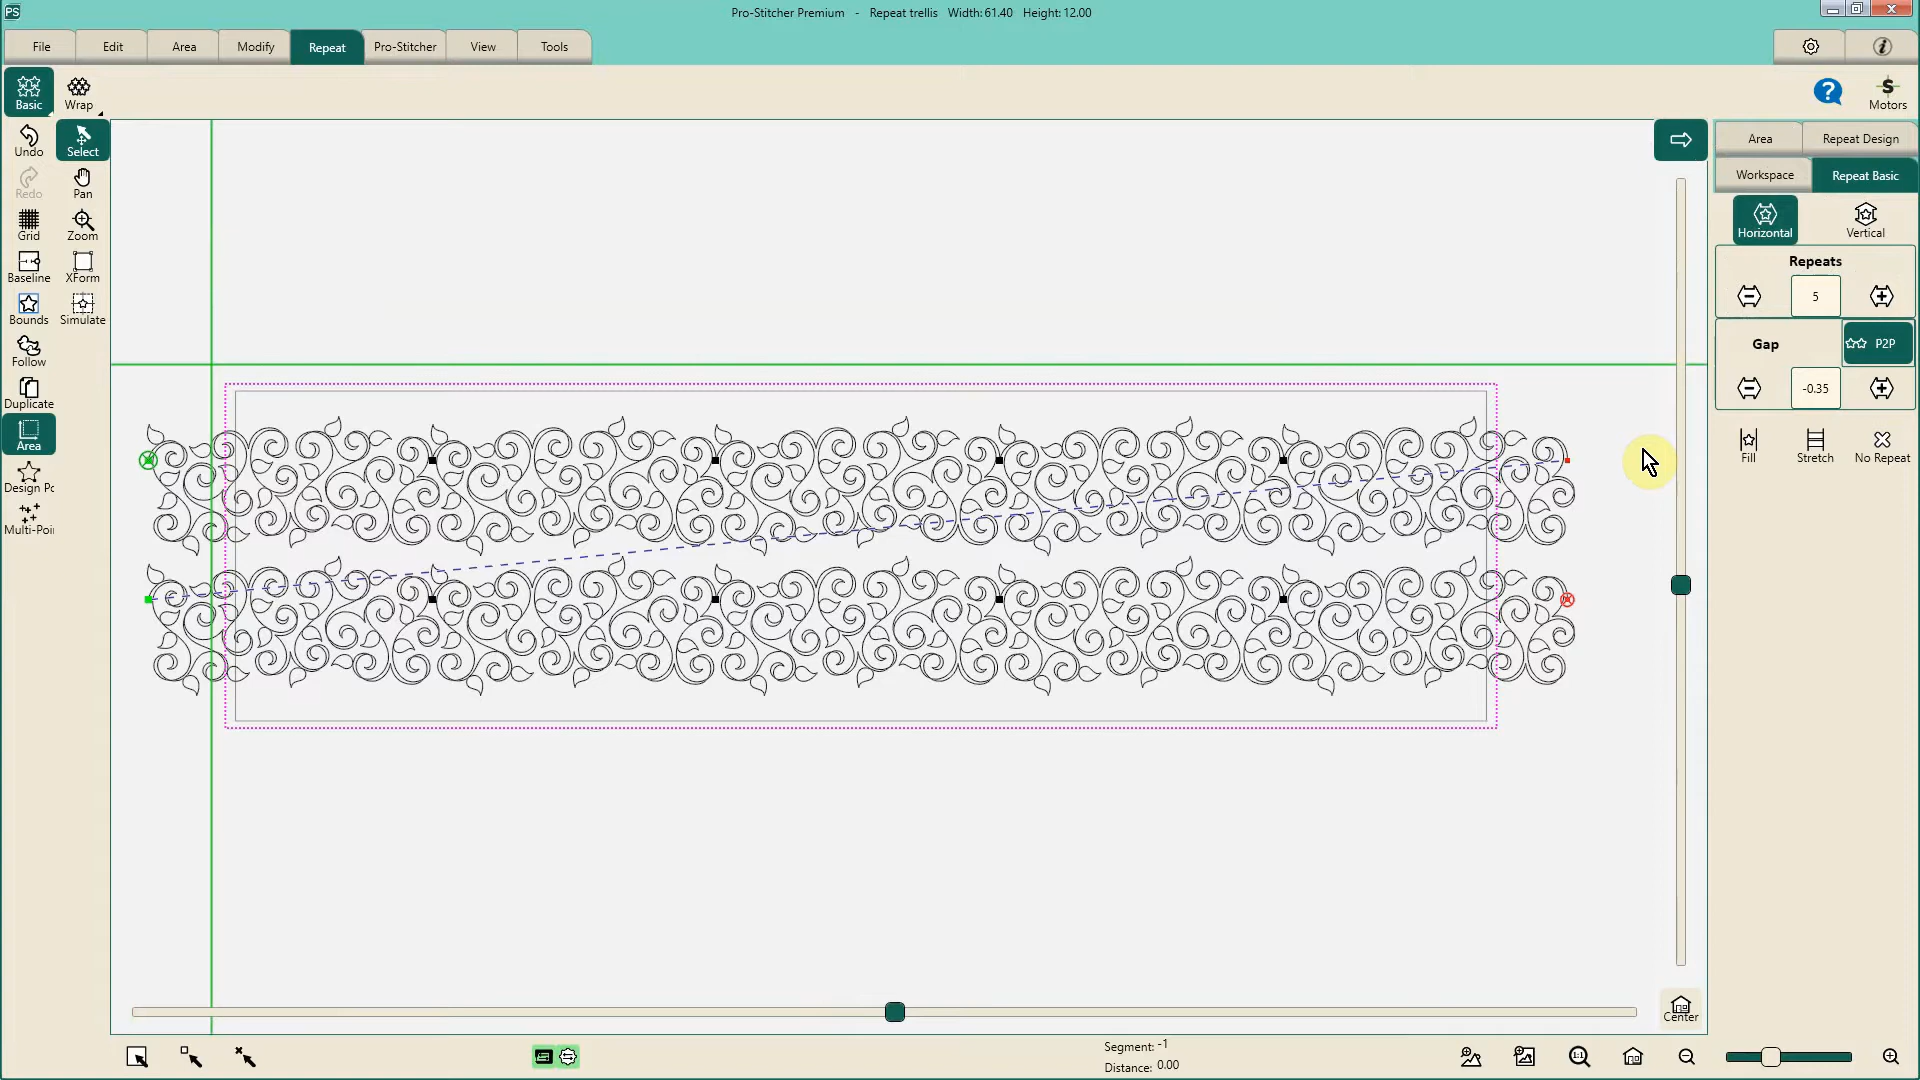 PS
Pro-Stitcher Premium - Repeat trellis Width:61.40 Height:12.00
File Edit Area Modify Repeat Pro-Stitcher View Tools
Basic Wrap
Motors
Undo Select
Redo Pan
Grid Zoom
Baseline XForm
Bounds Simulate
Follow
Duplicate
Area
Design Po
Multi-Poi
Area Repeat Design
Workspace Repeat Basic
Horizontal Vertical
Repeats
5
Gap P2P
-0.35
Fill Stretch No Repeat
Center
Segment: -1
Distance: 0.00
1:1